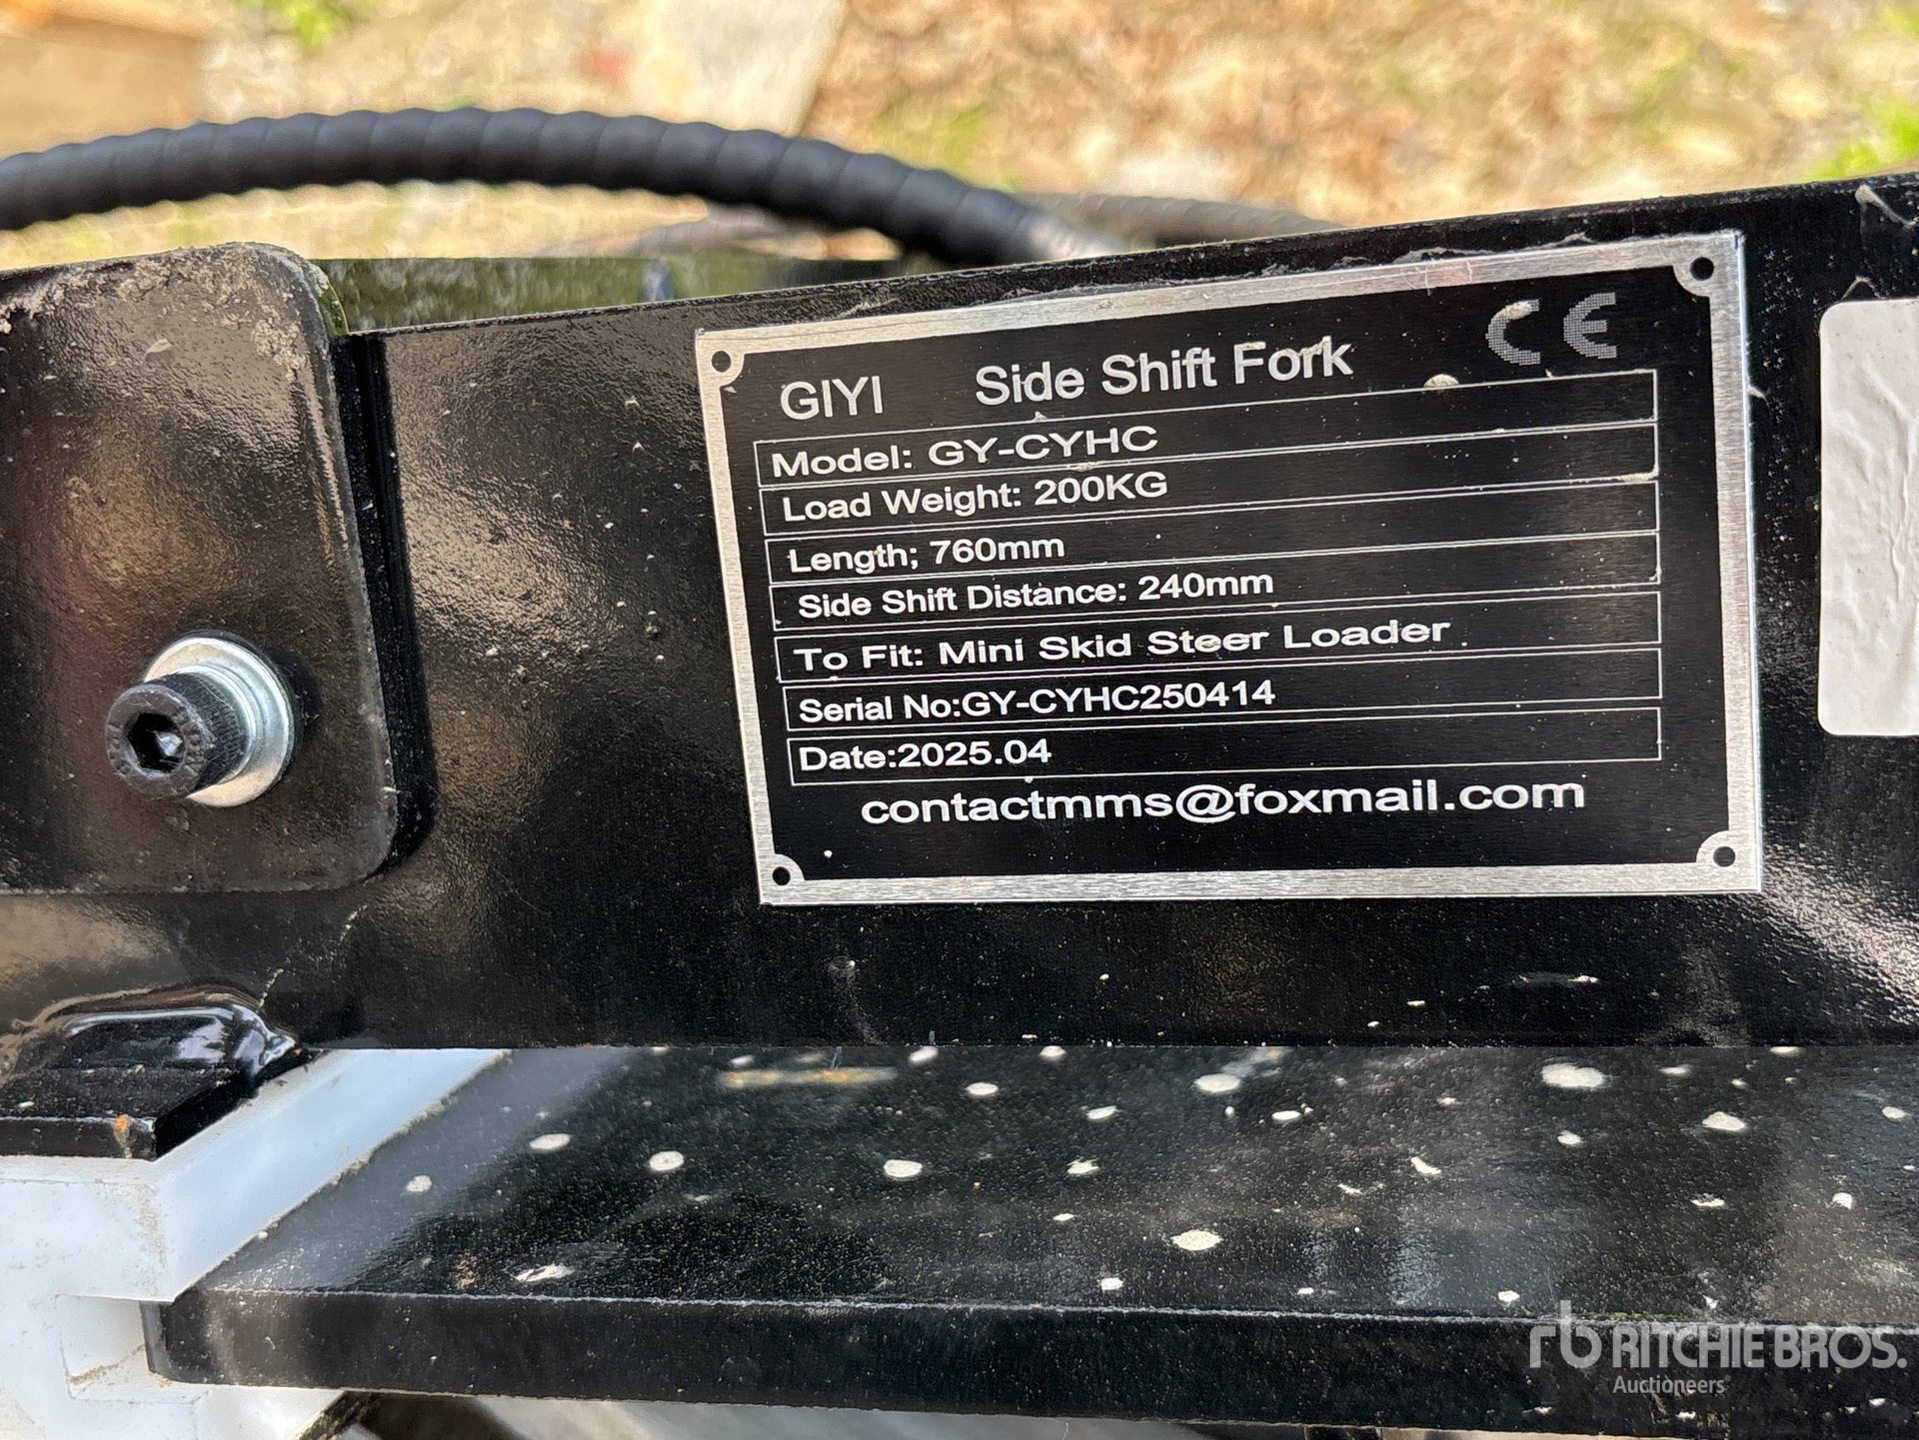 GIYI Side Shift Fork CE
Model: GY-CYHC
Load Weight: 200KG
Length; 760mm
Side Shift Distance: 240mm
To Fit: Mini Skid Steer Loader
Serial No:GY-CYHC250414
Date:2025.04
contactmms@foxmail.com
rb RITCHIE BROS.
Auctioneers